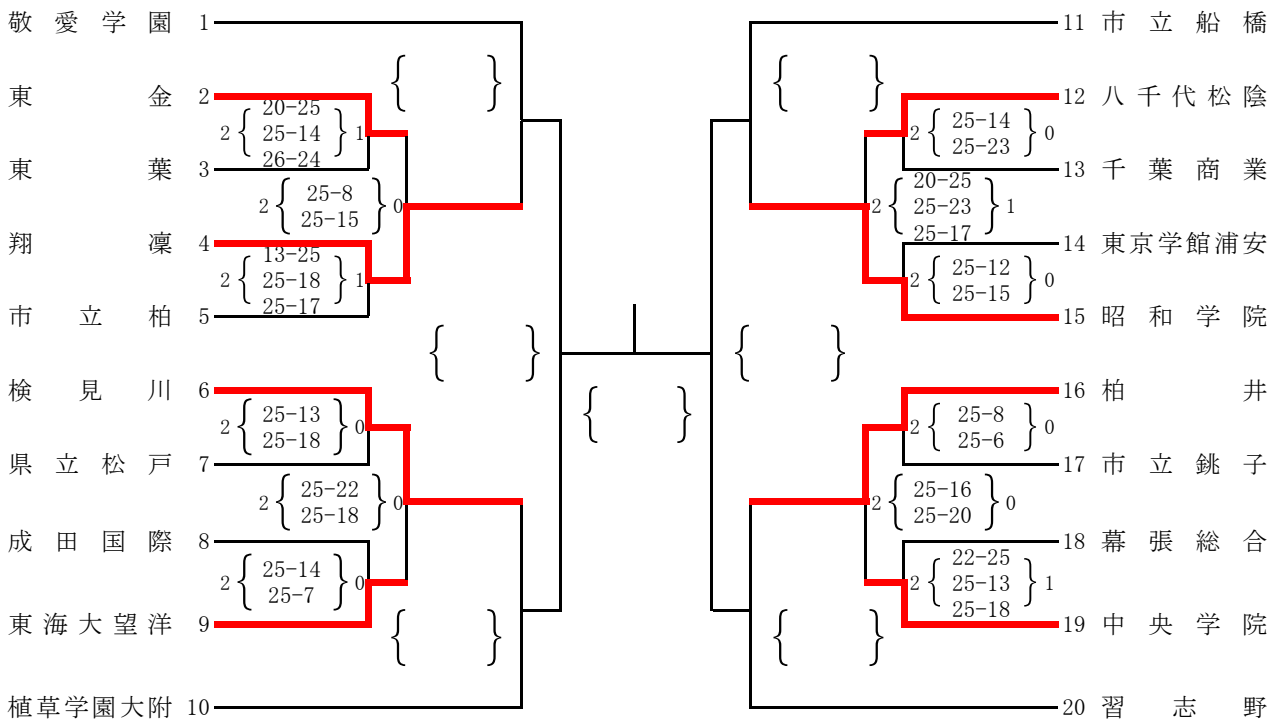 敬愛学園 1
東金 2
20-25
2 { 25-14 } 1
26-24
東葉 3
25-8
2 { } 0
25-15
翔凜 4
13-25
2 { 25-18 } 1
25-17
市立柏 5
検見川 6
25-13
2 { } 0
25-18
県立松戸 7
25-22
2 { } 0
25-18
成田国際 8
25-14
2 { } 0
25-7
東海大望洋 9
植草学園大附 10
11 市立船橋
12 八千代松陰
25-14
2 { } 0
25-23
13 千葉商業
20-25
2 { 25-23 } 1
25-17
14 東京学館浦安
25-12
2 { } 0
25-15
15 昭和学院
16 柏井
25-8
2 { } 0
25-6
17 市立銚子
25-16
2 { } 0
25-20
18 幕張総合
22-25
2 { 25-13 } 1
25-18
19 中央学院
20 習志野